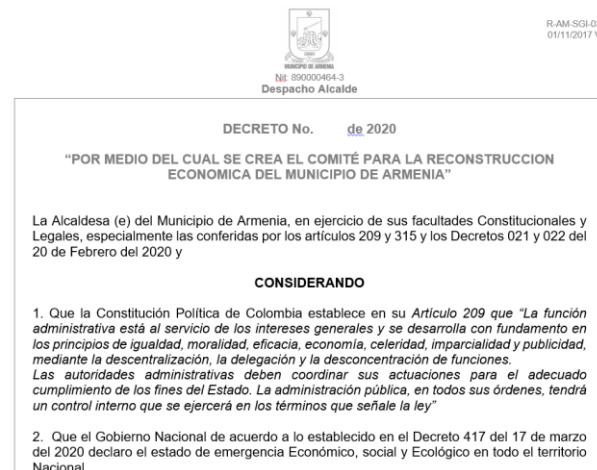 R-AM-SGI-0
01/11/2017 V
MUNICIPIO DE ARMENIA
Nit: 890000464-3
Despacho Alcalde
DECRETO No. de 2020
“POR MEDIO DEL CUAL SE CREA EL COMITÉ PARA LA RECONSTRUCCION
ECONOMICA DEL MUNICIPIO DE ARMENIA”
La Alcaldesa (e) del Municipio de Armenia, en ejercicio de sus facultades Constitucionales y
Legales, especialmente las conferidas por los artículos 209 y 315 y los Decretos 021 y 022 del
20 de Febrero del 2020 y
CONSIDERANDO
1. Que la Constitución Política de Colombia establece en su Artículo 209 que “La función
administrativa está al servicio de los intereses generales y se desarrolla con fundamento en
los principios de igualdad, moralidad, eficacia, economía, celeridad, imparcialidad y publicidad,
mediante la descentralización, la delegación y la desconcentración de funciones.
Las autoridades administrativas deben coordinar sus actuaciones para el adecuado
cumplimiento de los fines del Estado. La administración pública, en todos sus órdenes, tendrá
un control interno que se ejercerá en los términos que señale la ley”
2. Que el Gobierno Nacional de acuerdo a lo establecido en el Decreto 417 del 17 de marzo
del 2020 declaro el estado de emergencia Económico, social y Ecológico en todo el territorio
Nacional